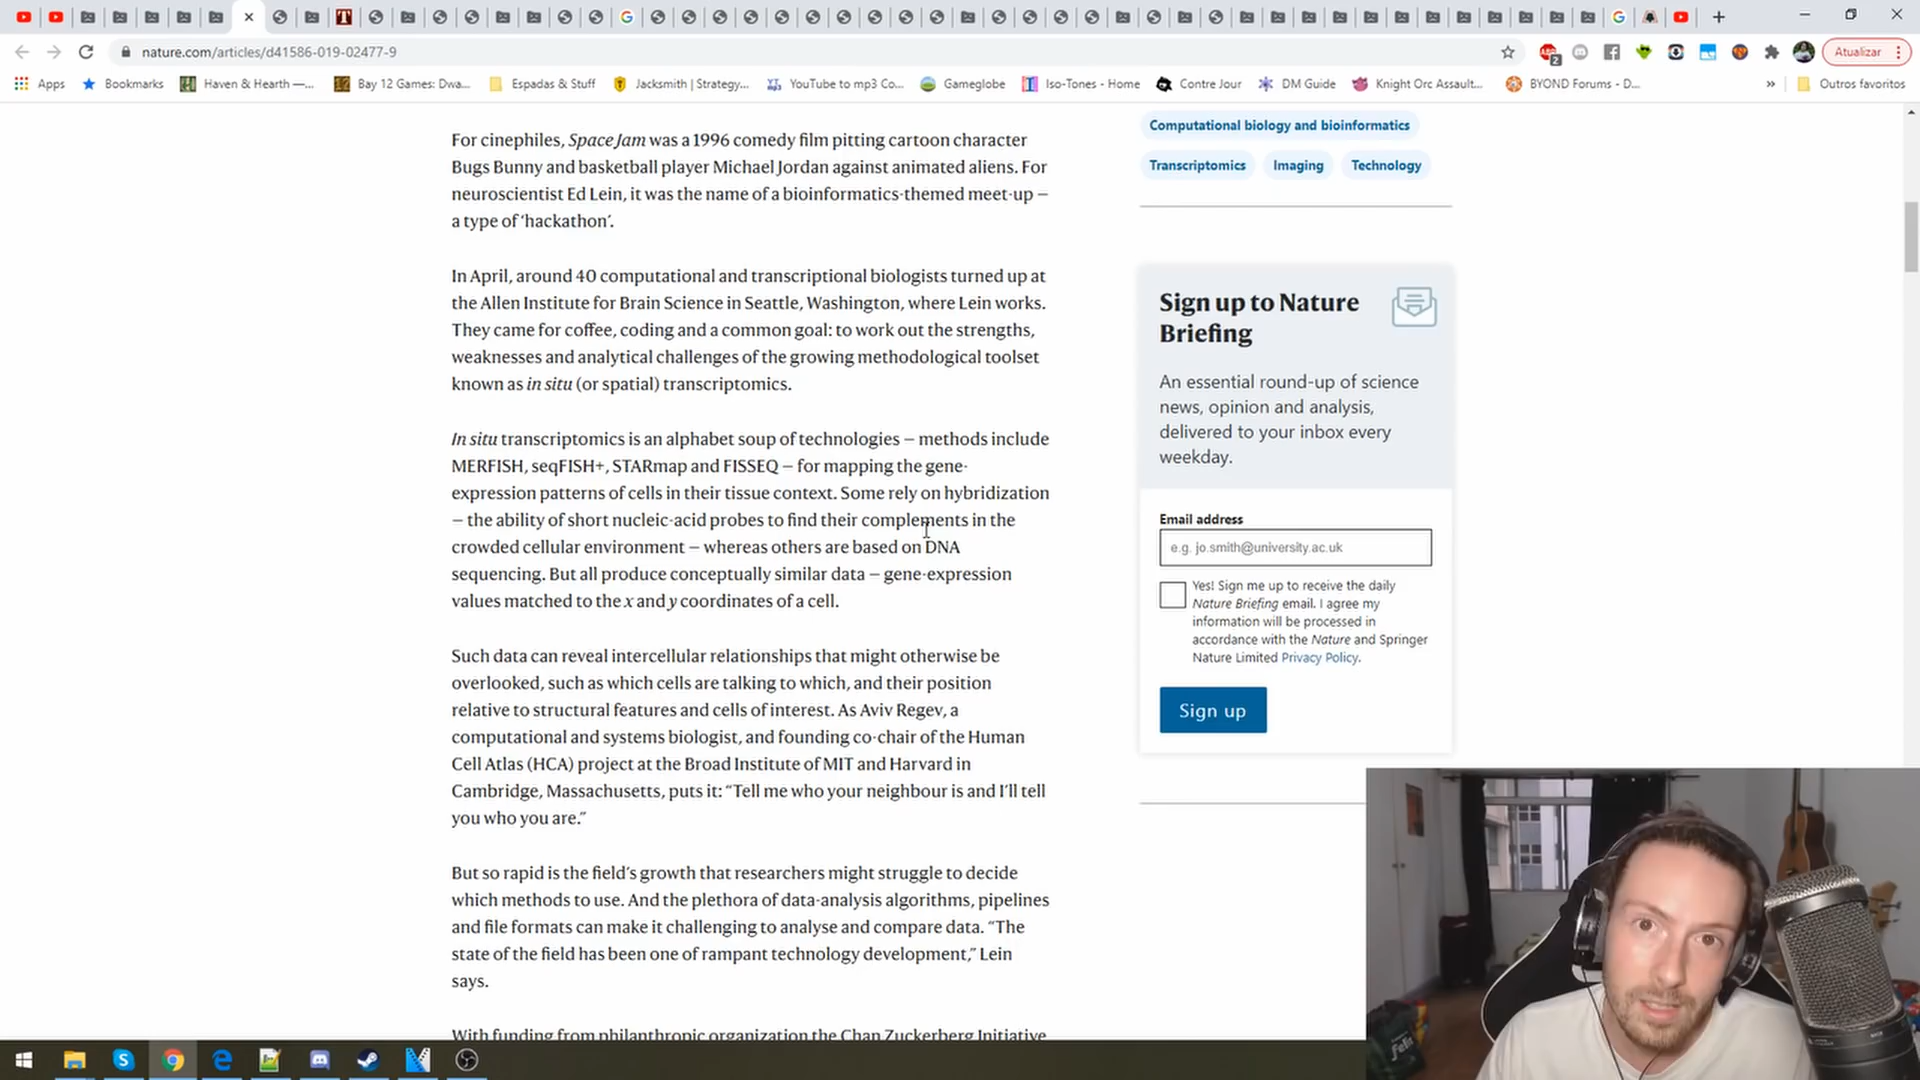 nature.com/articles/d41586-019-02477-9
2
Atualizar
Apps
Bookmarks
Haven & Hearth —...
Bay 12 Games: Dwa...
Espadas & Stuff
Jacksmith | Strategy...
YouTube to mp3 Co...
Gameglobe
Iso-Tones - Home
Contre Jour
DM Guide
Knight Orc Assault...
BYOND Forums - D...
»
Outros favoritos
For cinephiles, Space Jam was a 1996 comedy film pitting cartoon character
Bugs Bunny and basketball player Michael Jordan against animated aliens. For
neuroscientist Ed Lein, it was the name of a bioinformatics-themed meet-up —
a type of ‘hackathon’.
In April, around 40 computational and transcriptional biologists turned up at
the Allen Institute for Brain Science in Seattle, Washington, where Lein works.
They came for coffee, coding and a common goal: to work out the strengths,
weaknesses and analytical challenges of the growing methodological toolset
known as in situ (or spatial) transcriptomics.
In situ transcriptomics is an alphabet soup of technologies — methods include
MERFISH, seqFISH+, STARmap and FISSEQ — for mapping the gene-
expression patterns of cells in their tissue context. Some rely on hybridization
— the ability of short nucleic-acid probes to find their complements in the
crowded cellular environment — whereas others are based on DNA
sequencing. But all produce conceptually similar data — gene-expression
values matched to the x and y coordinates of a cell.
Such data can reveal intercellular relationships that might otherwise be
overlooked, such as which cells are talking to which, and their position
relative to structural features and cells of interest. As Aviv Regev, a
computational and systems biologist, and founding co-chair of the Human
Cell Atlas (HCA) project at the Broad Institute of MIT and Harvard in
Cambridge, Massachusetts, puts it: “Tell me who your neighbour is and I’ll tell
you who you are.”
But so rapid is the field’s growth that researchers might struggle to decide
which methods to use. And the plethora of data-analysis algorithms, pipelines
and file formats can make it challenging to analyse and compare data. “The
state of the field has been one of rampant technology development,” Lein
says.
With funding from philanthropic organization the Chan Zuckerberg Initiative
Computational biology and bioinformatics
Transcriptomics
Imaging
Technology
Sign up to Nature
Briefing
An essential round-up of science
news, opinion and analysis,
delivered to your inbox every
weekday.
Email address
e.g. jo.smith@university.ac.uk
Yes! Sign me up to receive the daily
Nature Briefing email. I agree my
information will be processed in
accordance with the Nature and Springer
Nature Limited Privacy Policy.
Sign up